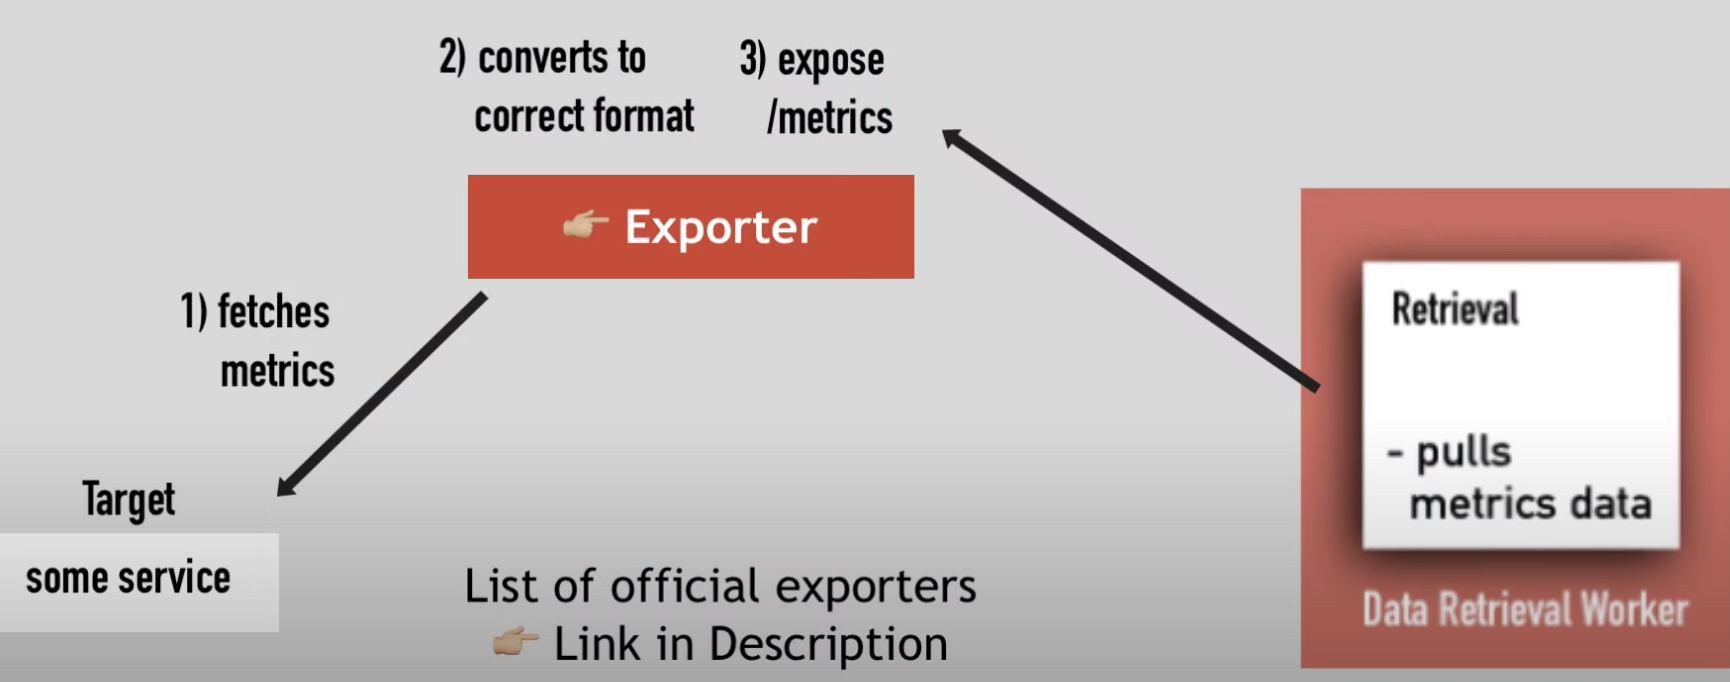 2) converts to
correct format
3) expose
/metrics
Exporter
1) fetches
metrics
Target
some service
Retrieval
- pulls
metrics data
Data Retrieval Worker
List of official exporters
Link in Description